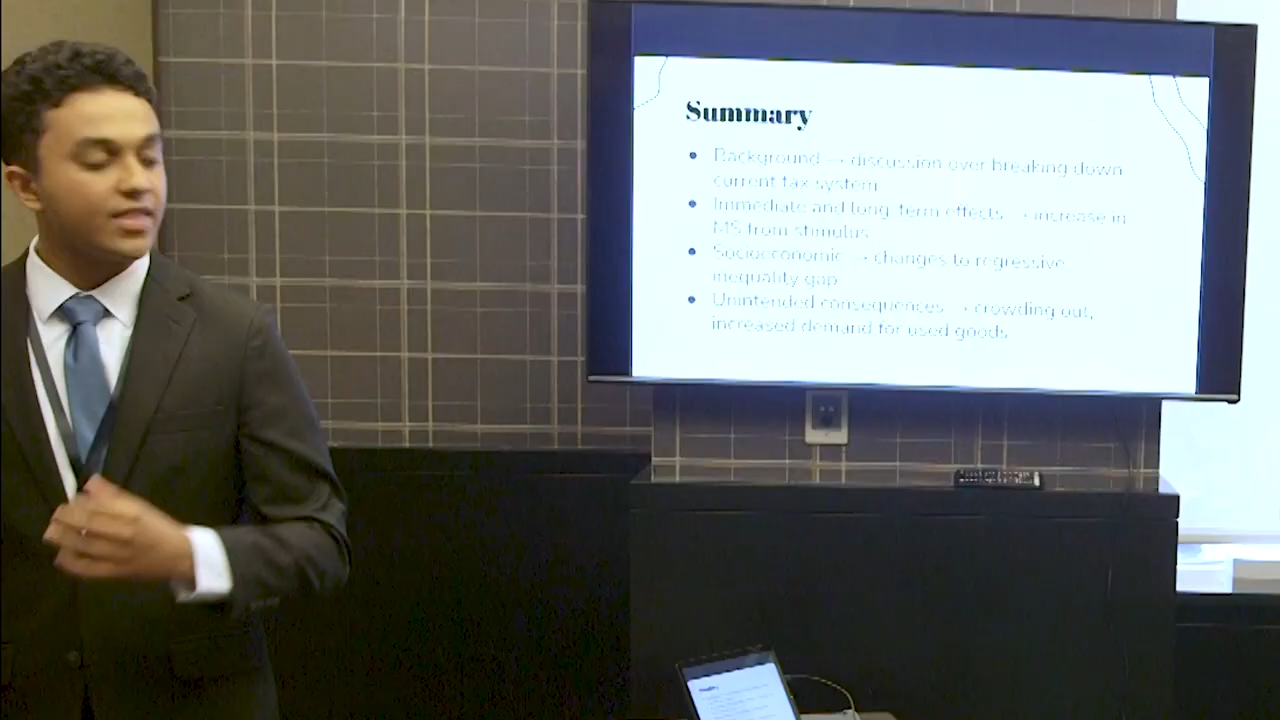 Summary
• Background → discussion over breaking down
current tax system
• Immediate and long-term effects → increase in
MS from stimulus
• Socioeconomic → changes to regressive
inequality gap
• Unintended consequences → crowding out,
increased demand for used goods